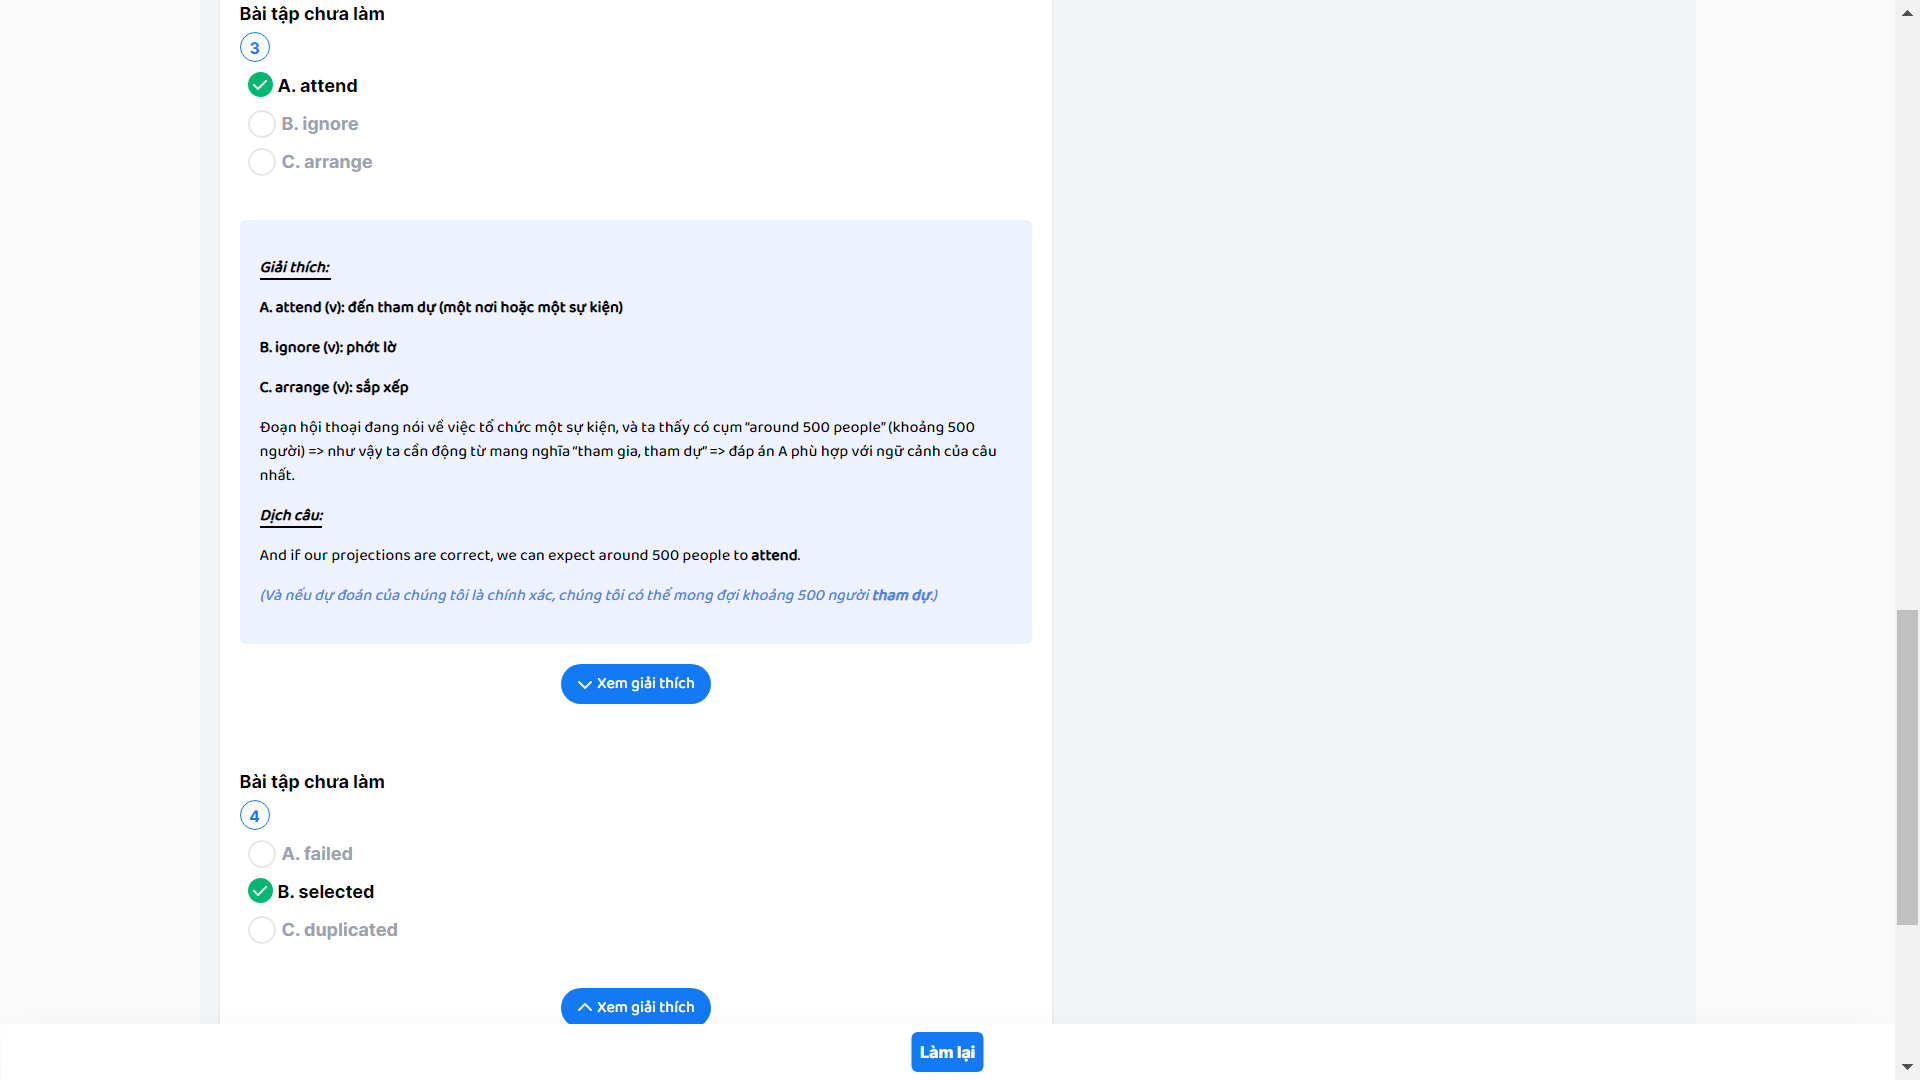 Bài tập chưa làm
3
A. attend
B. ignore
C. arrange
Giải thích:
A. attend (v): đến tham dự (một nơi hoặc một sự kiện)
B. ignore (v): phớt lờ
C. arrange (v): sắp xếp
Đoạn hội thoại đang nói về việc tổ chức một sự kiện, và ta thấy có cụm "around 500 people" (khoảng 500
người) => như vậy ta cần động từ mang nghĩa "tham gia, tham dự" => đáp án A phù hợp với ngữ cảnh của câu
nhất.
Dịch câu:
And if our projections are correct, we can expect around 500 people to attend.
(Và nếu dự đoán của chúng tôi là chính xác, chúng tôi có thể mong đợi khoảng 500 người tham dự.)
Xem giải thích
Bài tập chưa làm
4
A. failed
B. selected
C. duplicated
Xem giải thích
Làm lại